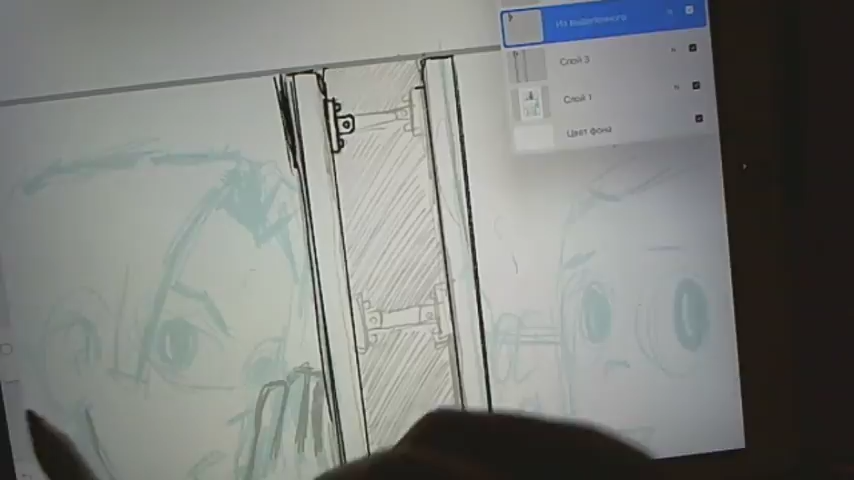 Из выделенного
N
Слой 3
N
Слой 1
N
Цвет фона